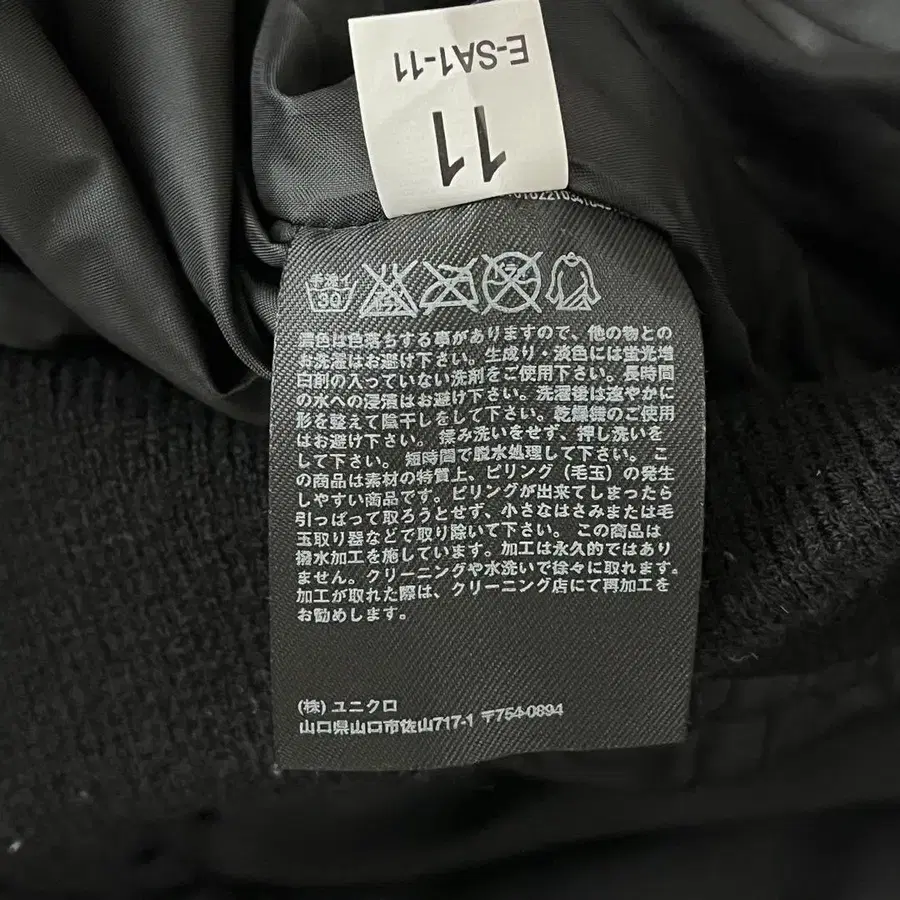 E-SA1-11
11
手洗イ
30
濃色は色落ちする事がありますので、他の物との
お洗濯はお避け下さい。生成り・淡色には蛍光増
白剤の入っていない洗剤をご使用下さい。長時間
の水への浸漬はお避け下さい。洗濯後は速やかに
形を整えて陰干しをして下さい。乾燥機のご使用
はお避け下さい。揉み洗いをせず、押し洗いを
して下さい。短時間で脱水処理して下さい。こ
の商品は素材の特質上、ピリング（毛玉）の発生
しやすい商品です。ピリングが出来てしまったら
引っぱって取ろうとせず、小さなはさみまたは毛
玉取り器などで取り除いて下さい。この商品は
撥水加工を施しています。加工は永久的ではあり
ません。クリーニングや水洗いで徐々に取れます。
加工が取れた際は、クリーニング店にて再加工を
お勧めします。
(株) ユニクロ
山口県山口市佐山717-1 〒754-0894